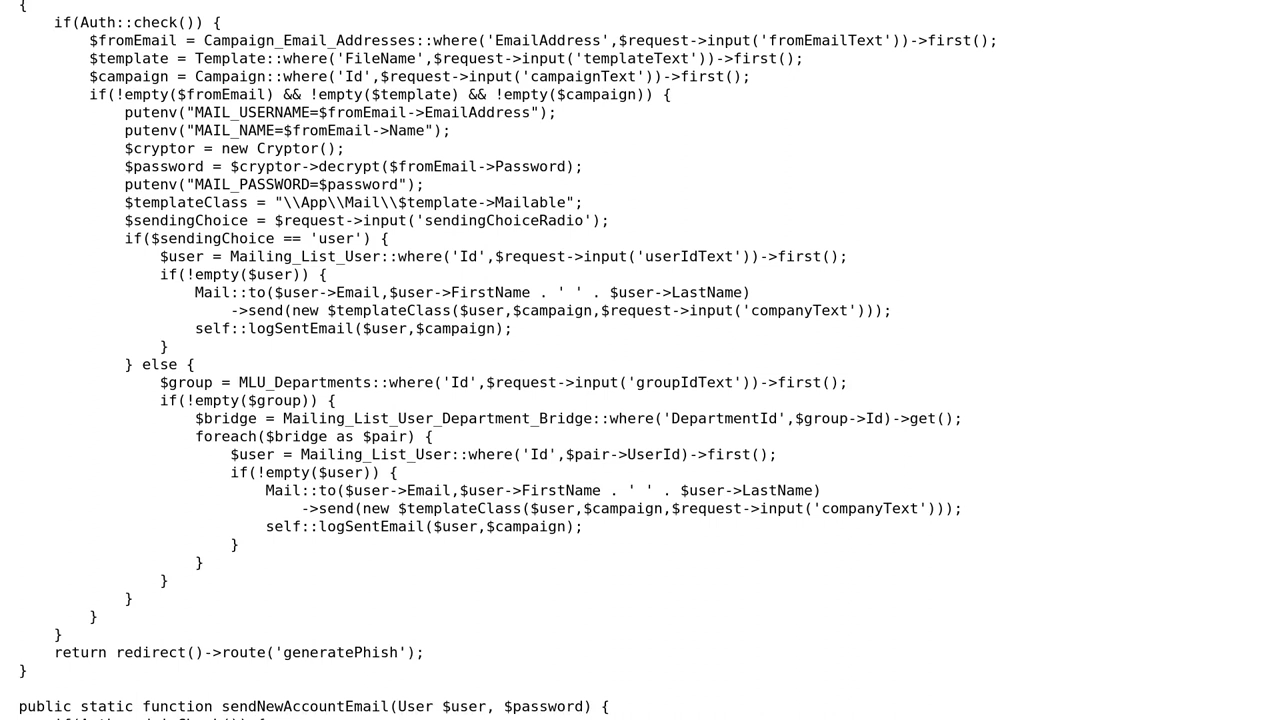 {
    if(Auth::check()) {
        $fromEmail = Campaign_Email_Addresses::where('EmailAddress',$request->input('fromEmailText'))->first();
        $template = Template::where('FileName',$request->input('templateText'))->first();
        $campaign = Campaign::where('Id',$request->input('campaignText'))->first();
        if(!empty($fromEmail) && !empty($template) && !empty($campaign)) {
            putenv("MAIL_USERNAME=$fromEmail->EmailAddress");
            putenv("MAIL_NAME=$fromEmail->Name");
            $cryptor = new Cryptor();
            $password = $cryptor->decrypt($fromEmail->Password);
            putenv("MAIL_PASSWORD=$password");
            $templateClass = "\\App\\Mail\\$template->Mailable";
            $sendingChoice = $request->input('sendingChoiceRadio');
            if($sendingChoice == 'user') {
                $user = Mailing_List_User::where('Id',$request->input('userIdText'))->first();
                if(!empty($user)) {
                    Mail::to($user->Email,$user->FirstName . ' ' . $user->LastName)
                        ->send(new $templateClass($user,$campaign,$request->input('companyText')));
                    self::logSentEmail($user,$campaign);
                }
            } else {
                $group = MLU_Departments::where('Id',$request->input('groupIdText'))->first();
                if(!empty($group)) {
                    $bridge = Mailing_List_User_Department_Bridge::where('DepartmentId',$group->Id)->get();
                    foreach($bridge as $pair) {
                        $user = Mailing_List_User::where('Id',$pair->UserId)->first();
                        if(!empty($user)) {
                            Mail::to($user->Email,$user->FirstName . ' ' . $user->LastName)
                                ->send(new $templateClass($user,$campaign,$request->input('companyText')));
                            self::logSentEmail($user,$campaign);
                        }
                    }
                }
            }
        }
    }
    return redirect()->route('generatePhish');
}

public static function sendNewAccountEmail(User $user, $password) {